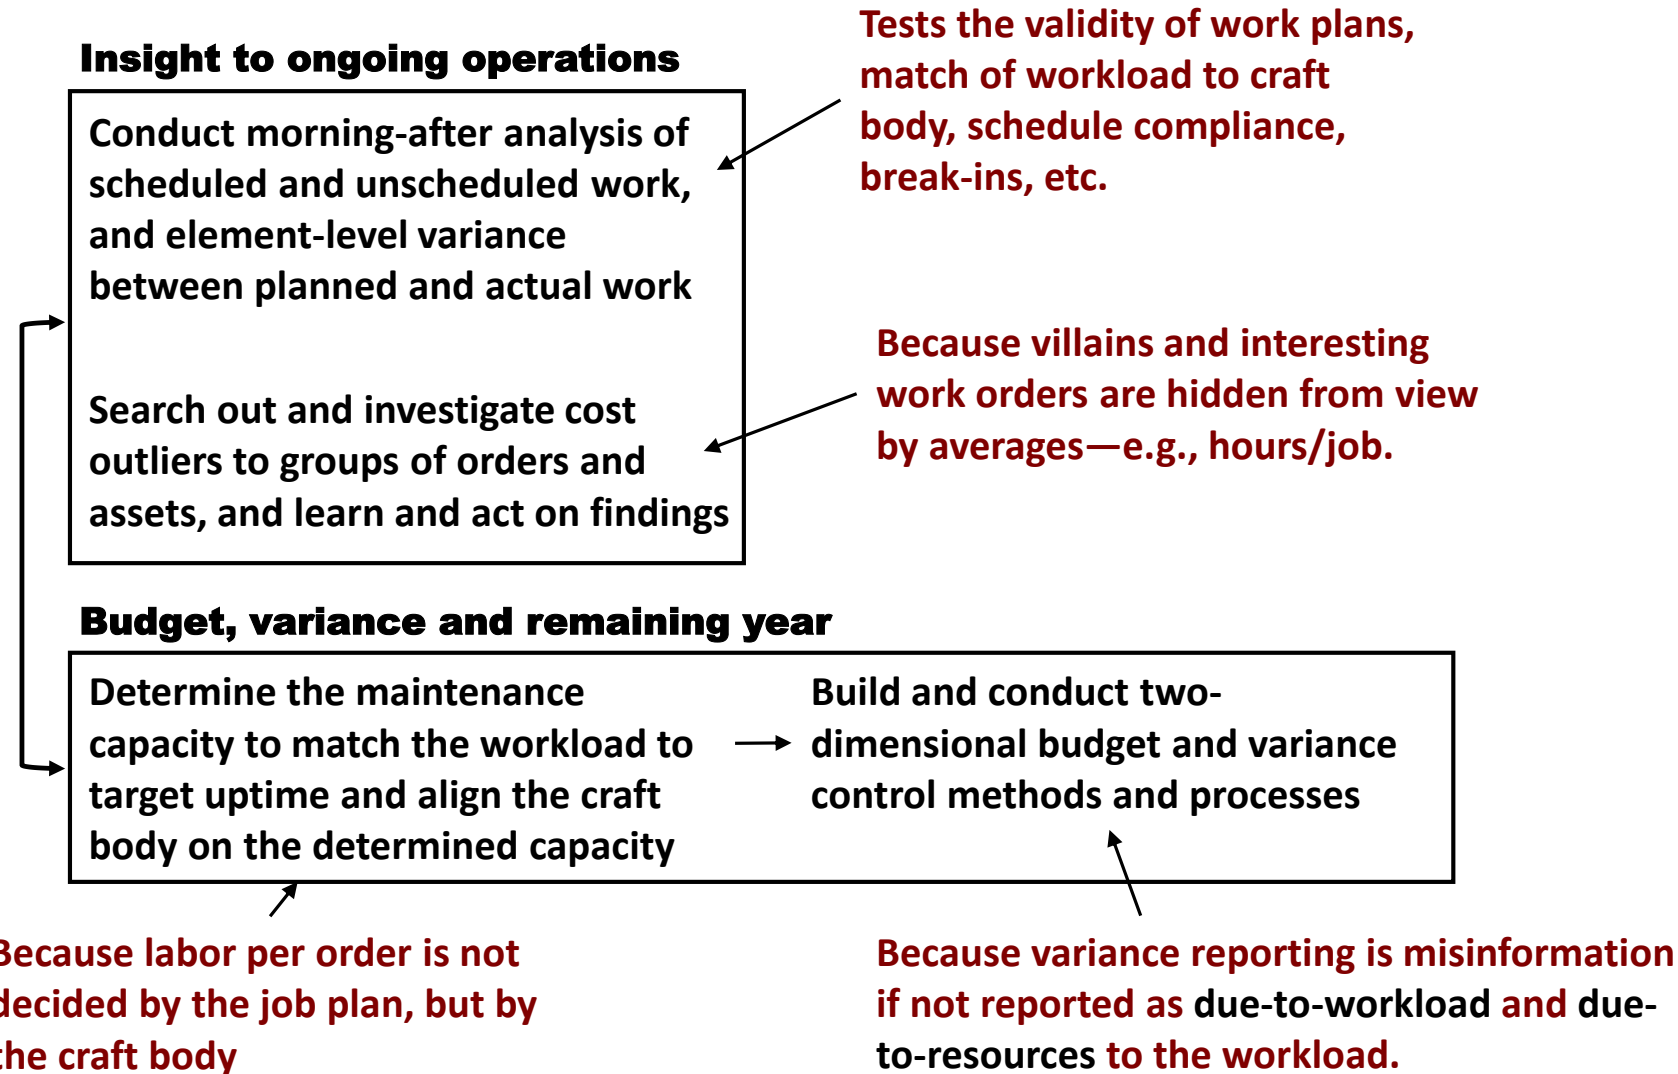 Tests the validity of work plans,
match of workload to craft
body, schedule compliance,
break-ins, etc.
Insight to ongoing operations
Conduct morning-after analysis of
scheduled and unscheduled work,
and element-level variance
between planned and actual work
Because villains and interesting
work orders are hidden from view
by averages—e.g., hours/job.
Search out and investigate cost
outliers to groups of orders and
assets, and learn and act on findings
Budget, variance and remaining year
Determine the maintenance
capacity to match the workload to
target uptime and align the craft
body on the determined capacity
Build and conduct two-
dimensional budget and variance
control methods and processes
Because labor per order is not
decided by the job plan, but by
the craft body
Because variance reporting is misinformation
if not reported as due-to-workload and due-
to-resources to the workload.